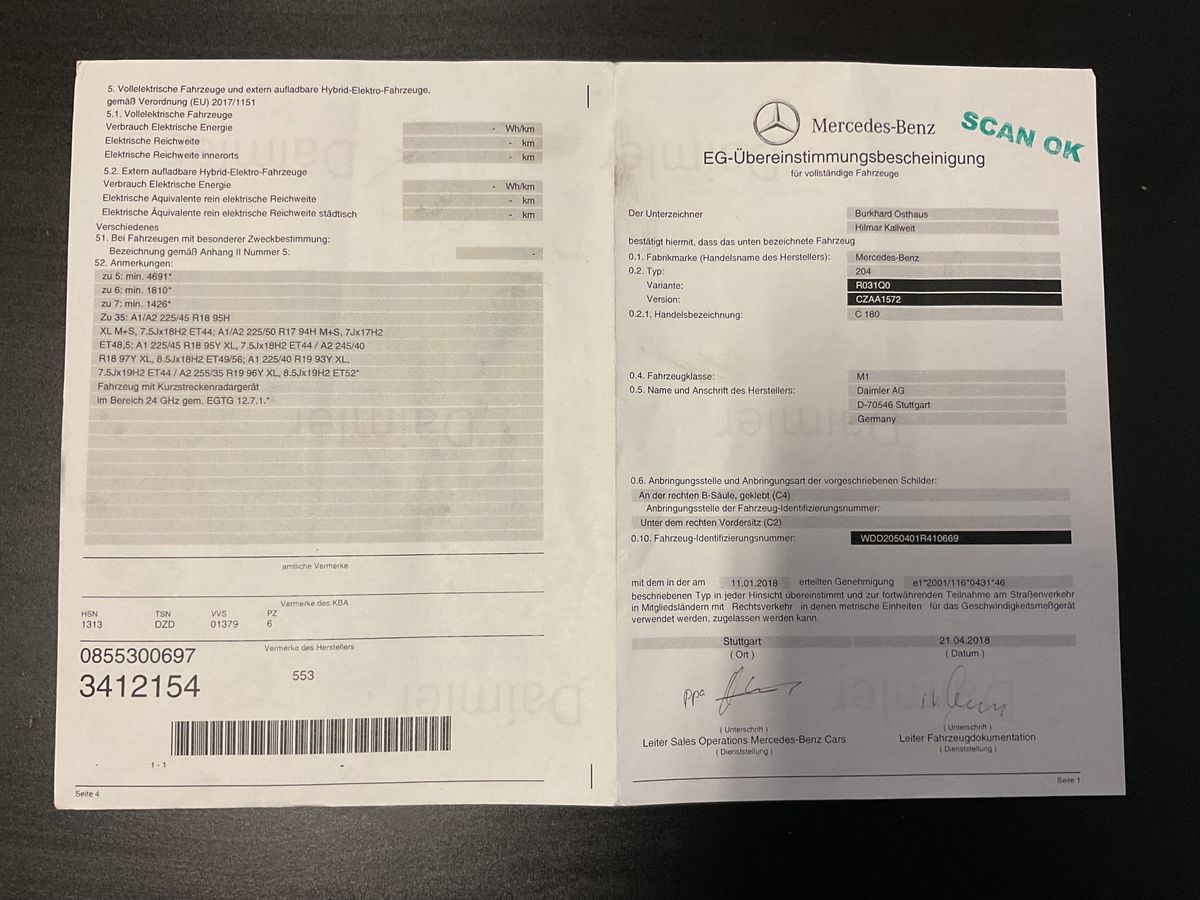 5. Vollelektrische Fahrzeuge und extern aufladbare Hybrid-Elektro-Fahrzeuge,
gemäß Verordnung (EU) 2017/1151
5.1. Vollelektrische Fahrzeuge
Verbrauch Elektrische Energie - Wh/km
Elektrische Reichweite - km
Elektrische Reichweite innerorts - km
5.2. Extern aufladbare Hybrid-Elektro-Fahrzeuge
Verbrauch Elektrische Energie - Wh/km
Elektrische Äquivalente rein elektrische Reichweite - km
Elektrische Äquivalente rein elektrische Reichweite städtisch - km
Verschiedenes
51. Bei Fahrzeugen mit besonderer Zweckbestimmung:
Bezeichnung gemäß Anhang II Nummer 5: -
52. Anmerkungen:
zu 5: min. 4691*
zu 6: min. 1810*
zu 7: min. 1426*
Zu 35: A1/A2 225/45 R18 95H
XL M+S, 7.5Jx18H2 ET44; A1/A2 225/50 R17 94H M+S, 7Jx17H2
ET48,5; A1 225/45 R18 95Y XL, 7.5Jx18H2 ET44 / A2 245/40
R18 97Y XL, 8.5Jx18H2 ET49/56; A1 225/40 R19 93Y XL,
7.5Jx19H2 ET44 / A2 255/35 R19 96Y XL, 8.5Jx19H2 ET52*
Fahrzeug mit Kurzstreckenradargerät
im Bereich 24 GHz gem. EGTG 12.7.1.*
amtliche Vermerke
Vermerke des KBA
HSN TSN VVS PZ
1313 DZD 01379 6
Vermerke des Herstellers
0855300697
553
3412154
- 1 - 1 -
Seite 4
Mercedes-Benz
SCAN OK
EG-Übereinstimmungsbescheinigung
für vollständige Fahrzeuge
Der Unterzeichner Burkhard Osthaus
Hilmar Kallweit
bestätigt hiermit, dass das unten bezeichnete Fahrzeug
0.1. Fabrikmarke (Handelsname des Herstellers): Mercedes-Benz
0.2. Typ: 204
Variante: R031Q0
Version: CZAA1572
0.2.1. Handelsbezeichnung: C 180
0.4. Fahrzeugklasse: M1
0.5. Name und Anschrift des Herstellers: Daimler AG
D-70546 Stuttgart
Germany
0.6. Anbringungsstelle und Anbringungsart der vorgeschriebenen Schilder:
An der rechten B-Säule, geklebt (C4)
Anbringungsstelle der Fahrzeug-Identifizierungsnummer:
Unter dem rechten Vordersitz (C2)
0.10. Fahrzeug-Identifizierungsnummer: WDD2050401R410669
mit dem in der am 11.01.2018 erteilten Genehmigung e1*2001/116*0431*46
beschriebenen Typ in jeder Hinsicht übereinstimmt und zur fortwährenden Teilnahme am Straßenverkehr
in Mitgliedsländern mit Rechtsverkehr in denen metrische Einheiten für das Geschwindigkeitsmeßgerät
verwendet werden, zugelassen werden kann.
Stuttgart 21.04.2018
( Ort ) ( Datum )
ppa
( Unterschrift ) ( Unterschrift )
Leiter Sales Operations Mercedes-Benz Cars Leiter Fahrzeugdokumentation
( Dienststellung ) ( Dienststellung )
Seite 1